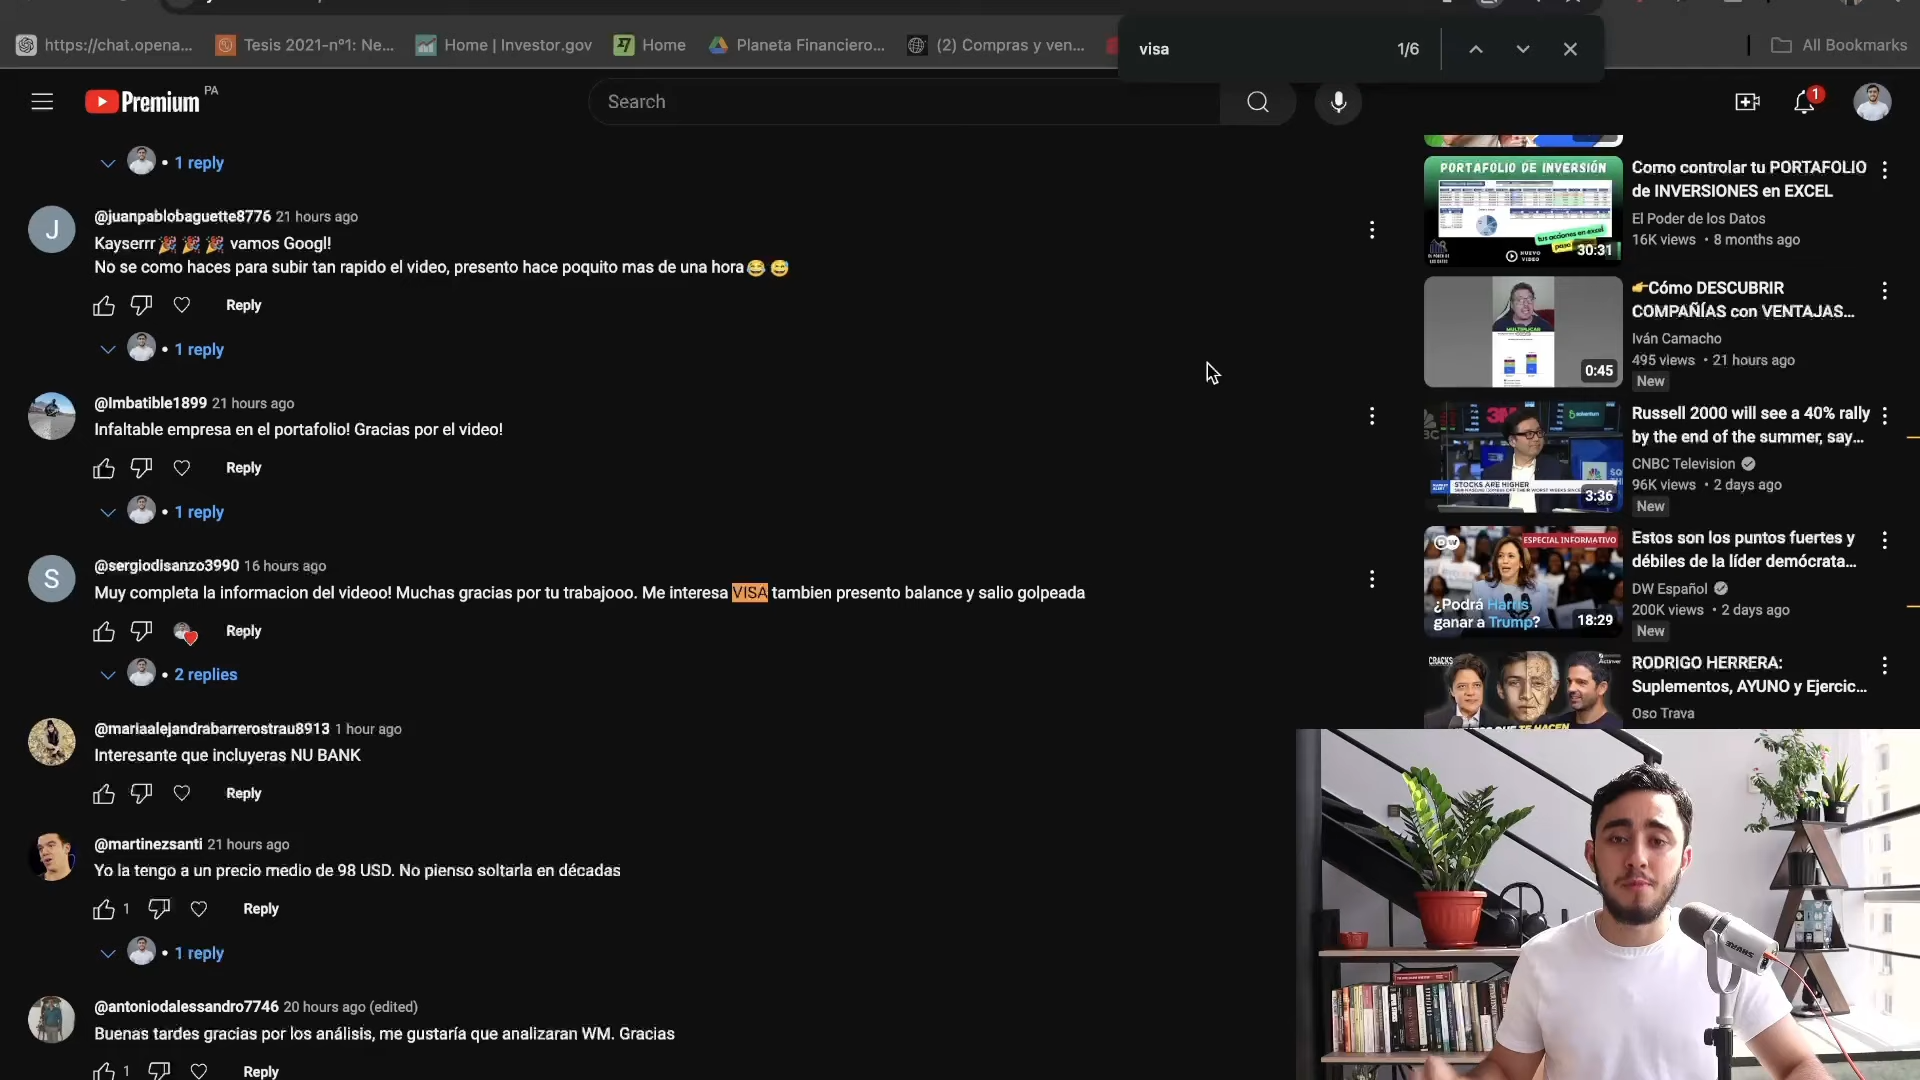 https://chat.opena...
Tesis 2021-n°1: Ne...
Home | Investor.gov
Home
Planeta Financiero...
(2) Compras y ven...
visa
1/6
All Bookmarks
Premium PA
Search
1
• 1 reply
J
@juanpablobaguette8776 21 hours ago
Kayserrr🎉 🎉 🎉 vamos Googl!
No se como haces para subir tan rapido el video, presento hace poquito mas de una hora😂 😅
Reply
• 1 reply
@Imbatible1899 21 hours ago
Infaltable empresa en el portafolio! Gracias por el video!
Reply
• 1 reply
S
@sergiodisanzo3990 16 hours ago
Muy completa la informacion del videoo! Muchas gracias por tu trabajooo. Me interesa VISA tambien presento balance y salio golpeada
Reply
• 2 replies
@mariaalejandrabarrerostrau8913 1 hour ago
Interesante que incluyeras NU BANK
Reply
@martinezsanti 21 hours ago
Yo la tengo a un precio medio de 98 USD. No pienso soltarla en décadas
1
Reply
• 1 reply
@antoniodalessandro7746 20 hours ago (edited)
Buenas tardes gracias por los análisis, me gustaría que analizaran WM. Gracias
1
Reply
PORTAFOLIO DE INVERSIÓN
tus acciones en excel
NUEVO VIDEO
30:31
Como controlar tu PORTAFOLIO
de INVERSIONES en EXCEL
El Poder de los Datos
16K views • 8 months ago
MULTIPLICAR
0:45
👉Cómo DESCUBRIR
COMPAÑÍAS con VENTAJAS...
Iván Camacho
495 views • 21 hours ago
New
STOCKS ARE HIGHER
3:36
Russell 2000 will see a 40% rally
by the end of the summer, say...
CNBC Television
96K views • 2 days ago
New
DW
ESPECIAL INFORMATIVO
¿Podrá Harris
ganar a Trump?
18:29
Estos son los puntos fuertes y
débiles de la líder demócrata...
DW Español
200K views • 2 days ago
New
CRACKS
RODRIGO HERRERA:
Suplementos, AYUNO y Ejercic...
Oso Trava
SHURE